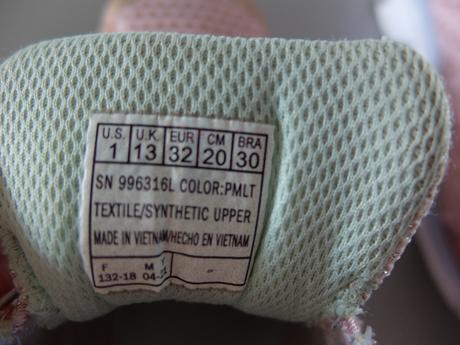 U.S. U.K. EUR CM BRA
1 13 32 20 30
SN 996316L COLOR:PMLT
TEXTILE/SYNTHETIC UPPER
MADE IN VIETNAM/HECHO EN VIETNAM
F M
132-18